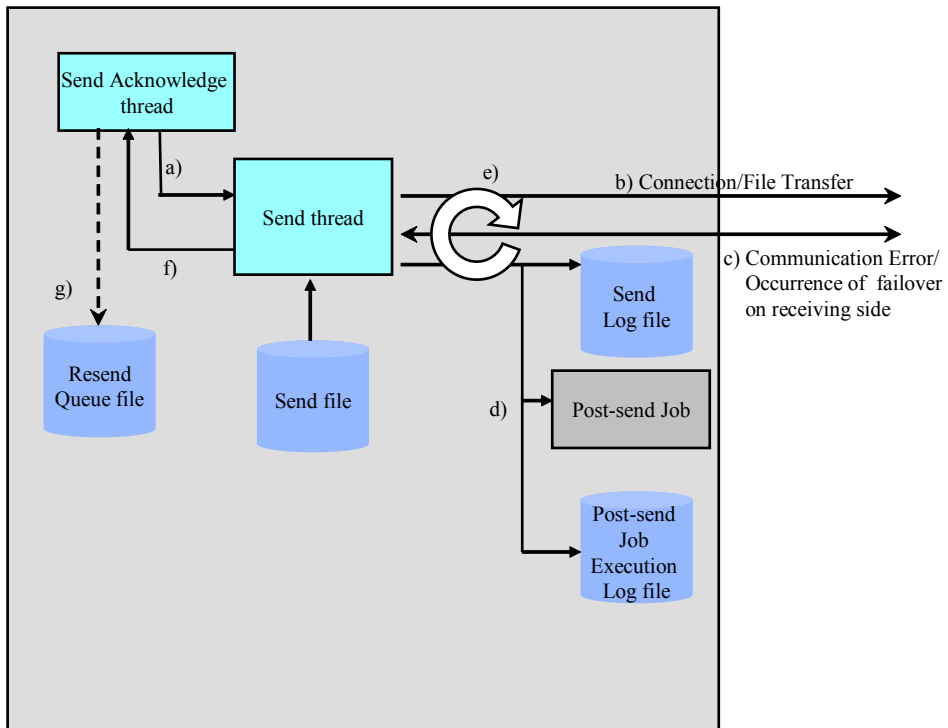 Send Acknowledge
thread
a)
Send thread
e)
b) Connection/File Transfer
f)
c) Communication Error/
Occurrence of failover
on receiving side
g)
Send
Log file
Resend
Queue file
Send file
d)
Post-send Job
Post-send
Job
Execution
Log file